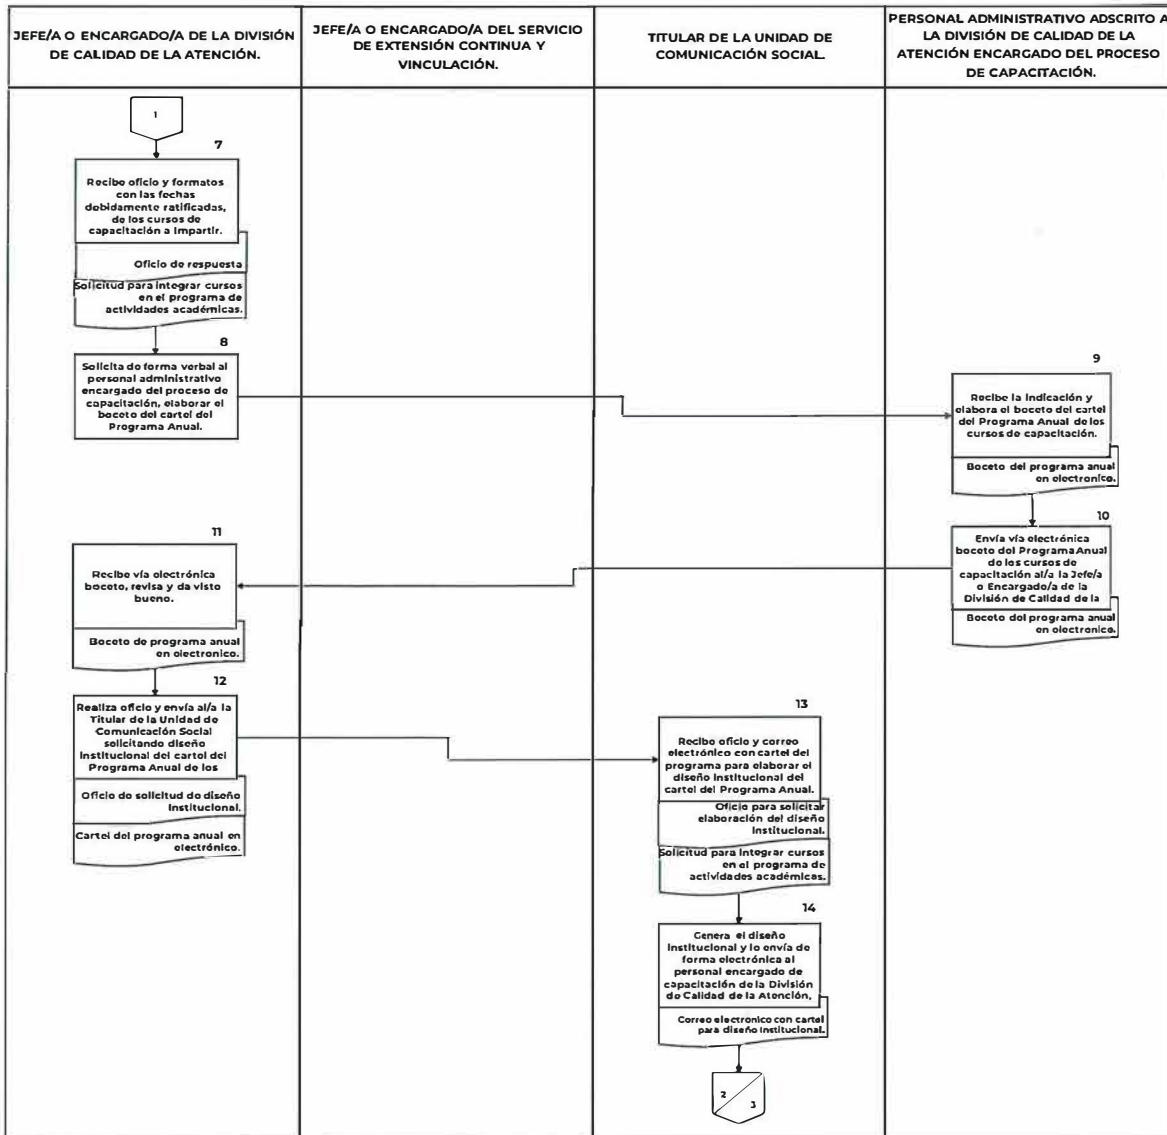 JEFE/A O ENCARGADO/A DE LA DIVISIÓN
DE CALIDAD DE LA ATENCIÓN.
JEFE/A O ENCARGADO/A DEL SERVICIO
DE EXTENSIÓN CONTINUA Y
VINCULACIÓN.
TITULAR DE LA UNIDAD DE
COMUNICACIÓN SOCIAL.
PERSONAL ADMINISTRATIVO ADSCRITO A
LA DIVISIÓN DE CALIDAD DE LA
ATENCIÓN ENCARGADO DEL PROCESO
DE CAPACITACIÓN.
1
7
Recibe oficio y formatos
con las fechas
debidamente ratificadas,
de los cursos de
capacitación a impartir.
Oficio de respuesta
Solicitud para integrar cursos
en el programa de
actividades académicas.
8
Solicita de forma verbal al
personal administrativo
encargado del proceso de
capacitación, elaborar el
boceto del cartel del
Programa Anual.
9
Recibe la indicación y
elabora el boceto del cartel
del Programa Anual de los
cursos de capacitación.
Boceto del programa anual
en electronico.
10
Envía vía electrónica
boceto del Programa Anual
de los cursos de
capacitación al/a la Jefe/a
o Encargado/a de la
División de Calidad de la
Boceto del programa anual
en electronico.
11
Recibe vía electrónica
boceto, revisa y da visto
bueno.
Boceto de programa anual
en electronico.
12
Realiza oficio y envía al/a la
Titular de la Unidad de
Comunicación Social
solicitando diseño
institucional del cartel del
Programa Anual de los
Oficio de solicitud de diseño
institucional.
Cartel del programa anual en
electrónico.
13
Recibe oficio y correo
electrónico con cartel del
programa para elaborar el
diseño institucional del
cartel del Programa Anual.
Oficio para solicitar
elaboración del diseño
institucional.
Solicitud para integrar cursos
en el programa de
actividades académicas.
14
Genera el diseño
institucional y lo envía de
forma electrónica al
personal encargado de
capacitación de la División
de Calidad de la Atención,
Correo electronico con cartel
para diseño institucional.
2
3